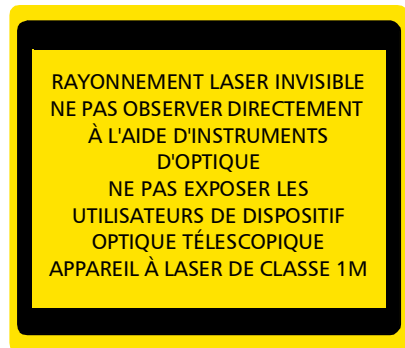 RAYONNEMENT LASER INVISIBLE
NE PAS OBSERVER DIRECTEMENT
À L'AIDE D'INSTRUMENTS
D'OPTIQUE
NE PAS EXPOSER LES
UTILISATEURS DE DISPOSITIF
OPTIQUE TÉLESCOPIQUE
APPAREIL À LASER DE CLASSE 1M